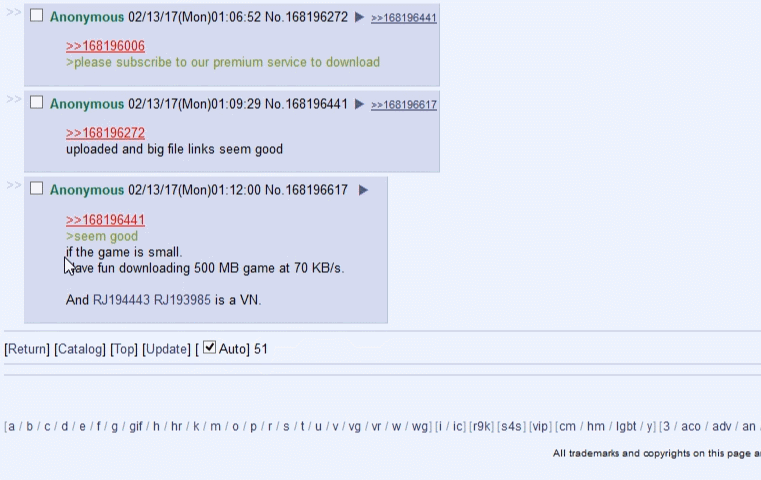 >> Anonymous 02/13/17(Mon)01:06:52 No.168196272 ▶ >>168196441
>>168196006
>please subscribe to our premium service to download
>> Anonymous 02/13/17(Mon)01:09:29 No.168196441 ▶ >>168196617
>>168196272
uploaded and big file links seem good
>> Anonymous 02/13/17(Mon)01:12:00 No.168196617 ▶
>>168196441
>seem good
if the game is small.
Have fun downloading 500 MB game at 70 KB/s.
And RJ194443 RJ193985 is a VN.
[Return] [Catalog] [Top] [Update] [ Auto] 51
[a / b / c / d / e / f / g / gif / h / hr / k / m / o / p / r / s / t / u / v / vg / vr / w / wg] [i / ic] [r9k] [s4s] [vip] [cm / hm / lgbt / y] [3 / aco / adv / an /
All trademarks and copyrights on this page a